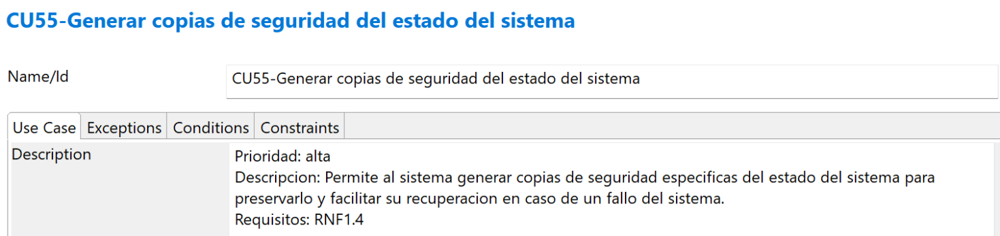 CU55-Generar copias de seguridad del estado del sistema
Name/Id
CU55-Generar copias de seguridad del estado del sistema
Use Case Exceptions Conditions Constraints
Description
Prioridad: alta
Descripcion: Permite al sistema generar copias de seguridad especificas del estado del sistema para
preservarlo y facilitar su recuperacion en caso de un fallo del sistema.
Requisitos: RNF1.4